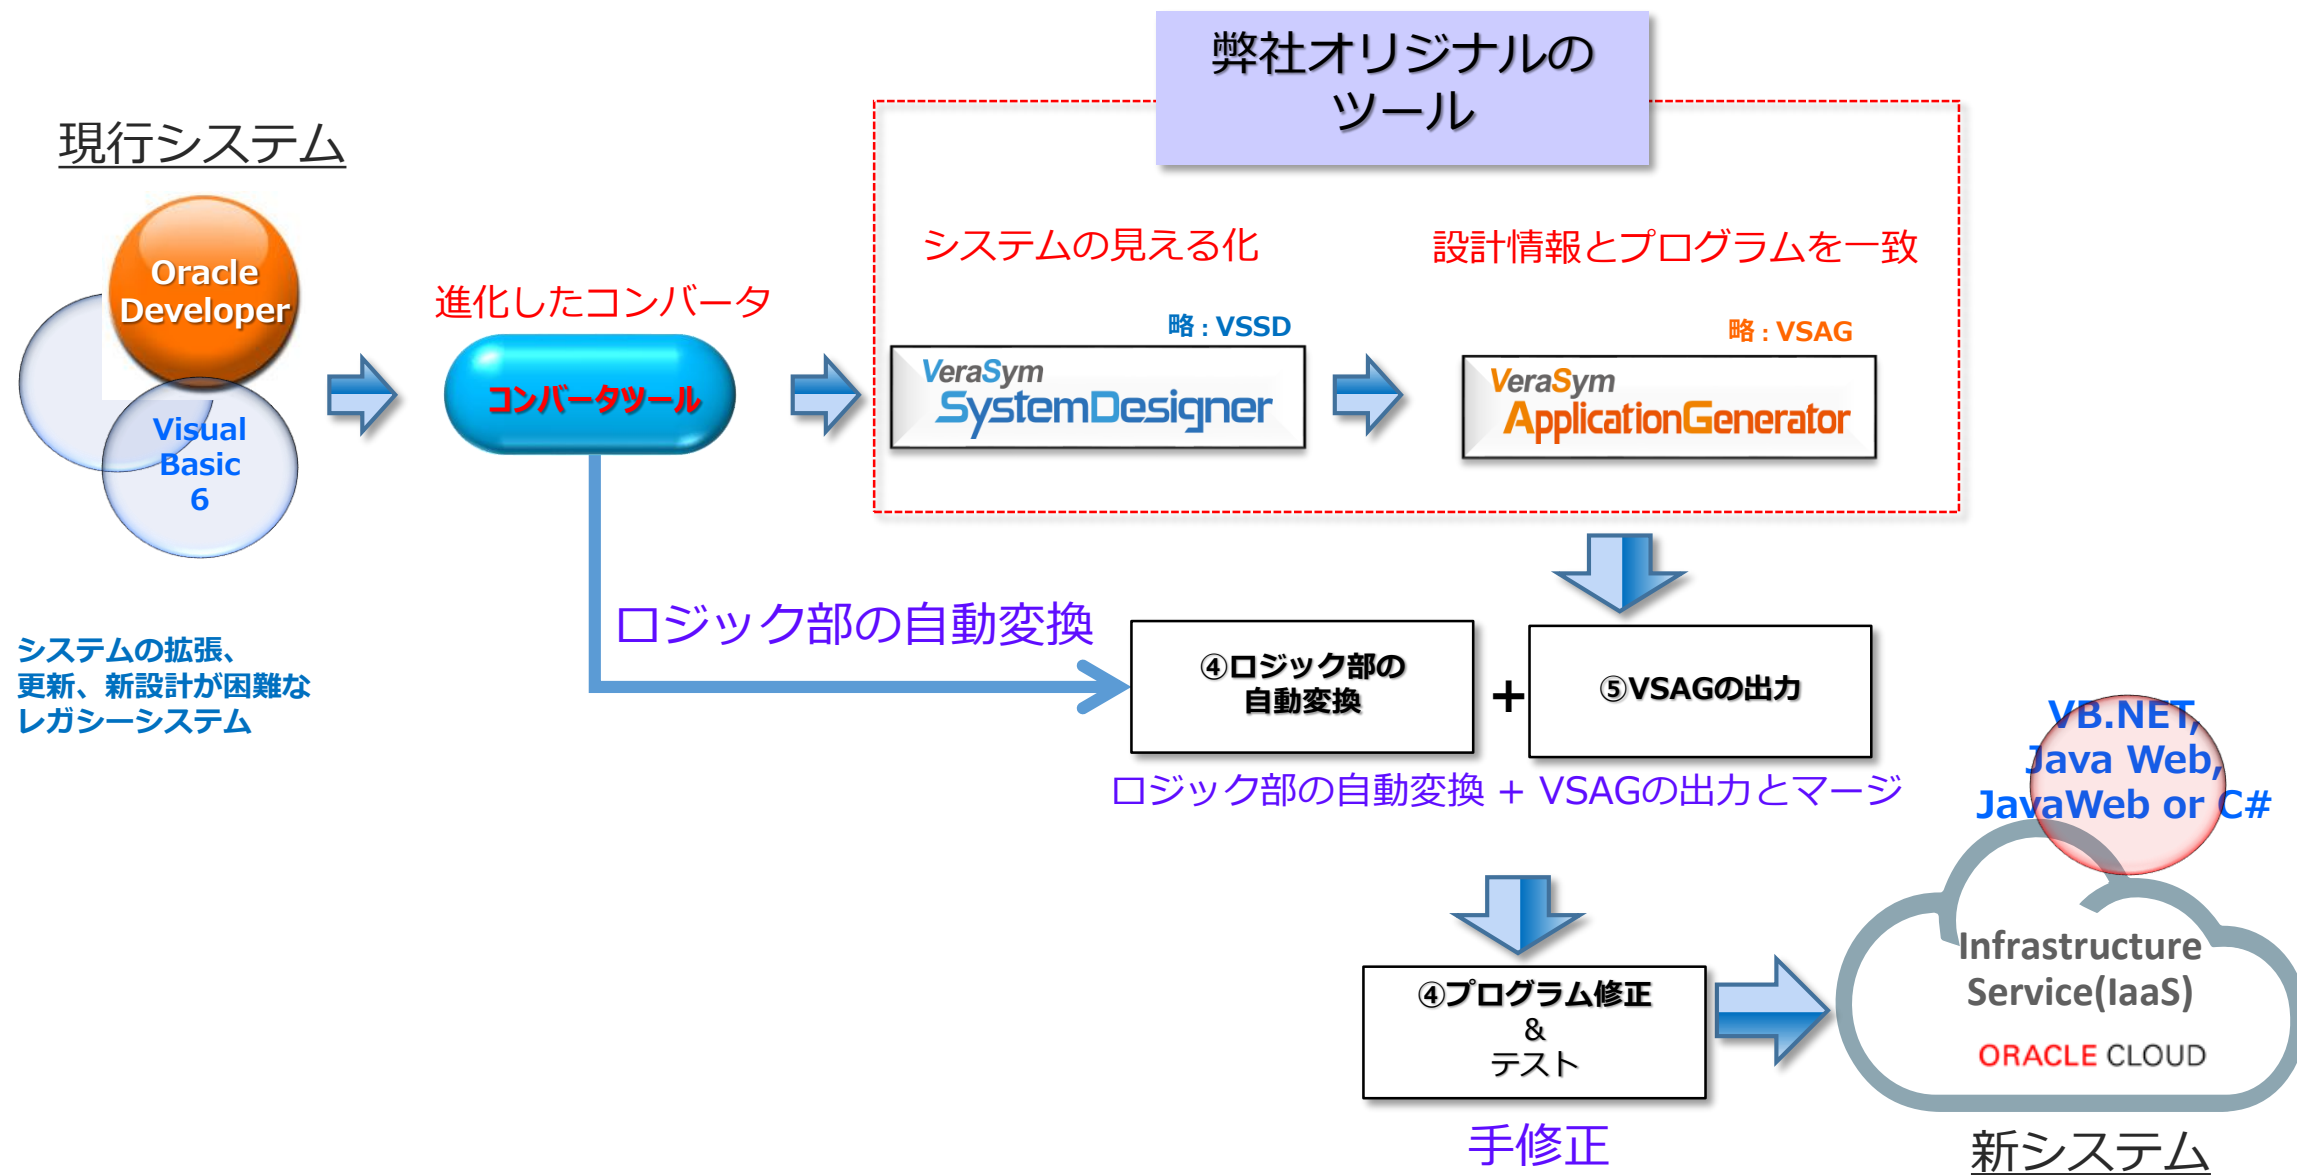 弊社オリジナルの
ツール
現行システム
Oracle
Developer
Visual
Basic
6
システムの拡張、
更新、新設計が困難な
レガシーシステム
進化したコンバータ
コンバータツール
システムの見える化
略 : VSSD
VeraSym
SystemDesigner
設計情報とプログラムを一致
略 : VSAG
VeraSym
ApplicationGenerator
ロジック部の自動変換
④ロジック部の
自動変換
+
⑤VSAGの出力
ロジック部の自動変換 + VSAGの出力とマージ
④プログラム修正
&
テスト
手修正
VB.NET,
Java Web,
JavaWeb or C#
Infrastructure
Service(IaaS)
ORACLE CLOUD
新システム